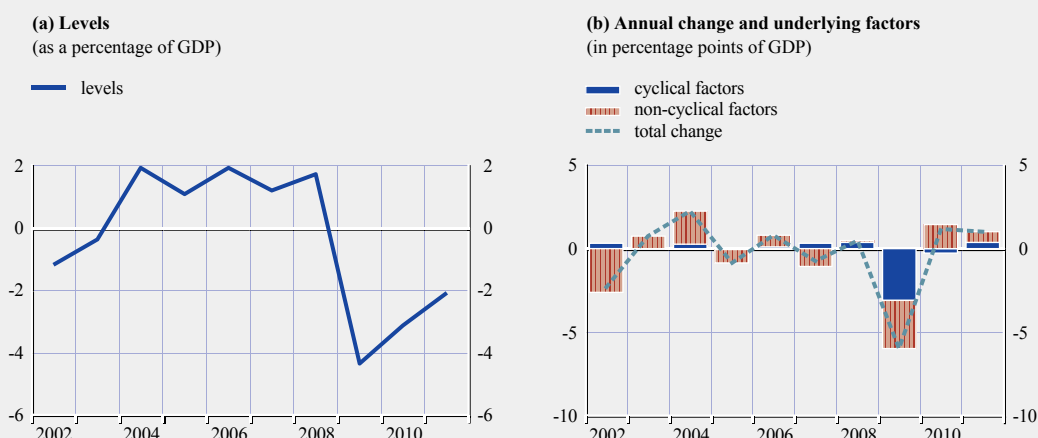 (a) Levels
(as a percentage of GDP)
levels
2
0
-2
-4
-6
2
0
-2
-4
-6
2002 2004 2006 2008 2010
(b) Annual change and underlying factors
(in percentage points of GDP)
cyclical factors
non-cyclical factors
total change
5
0
-5
-10
5
0
-5
-10
2002 2004 2006 2008 2010